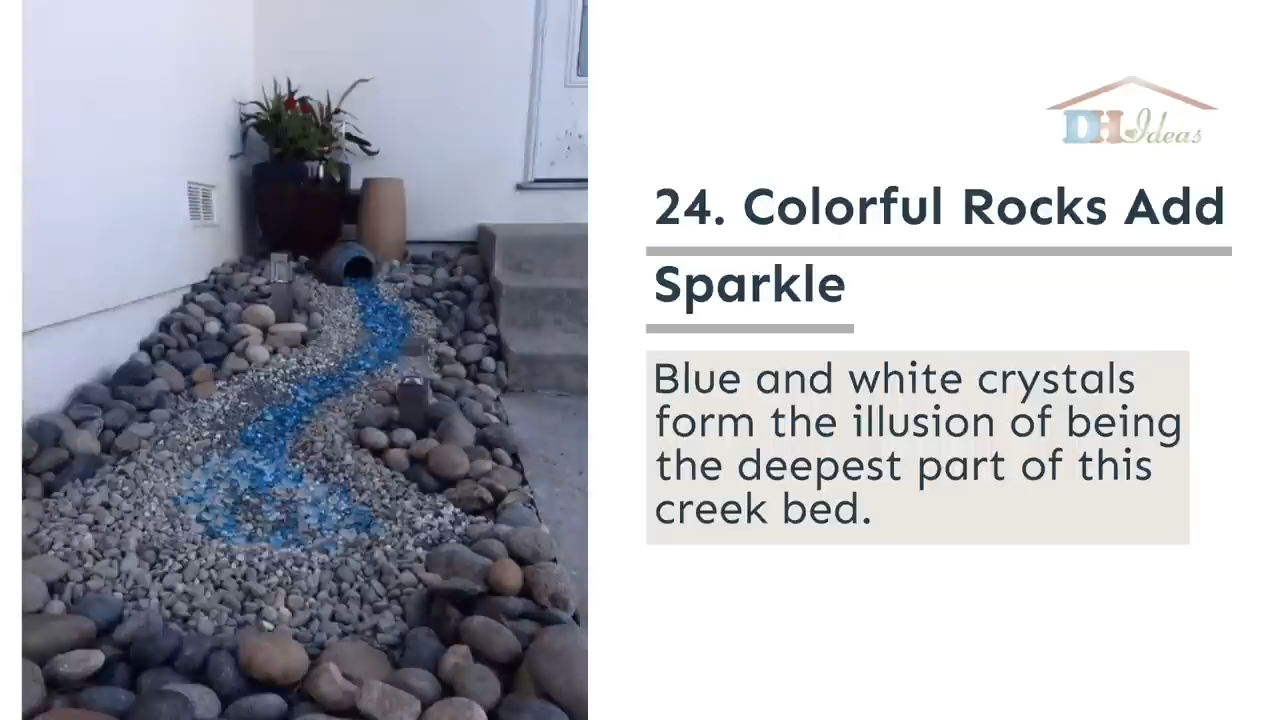 DH Ideas
24. Colorful Rocks Add
Sparkle
Blue and white crystals
form the illusion of being
the deepest part of this
creek bed.